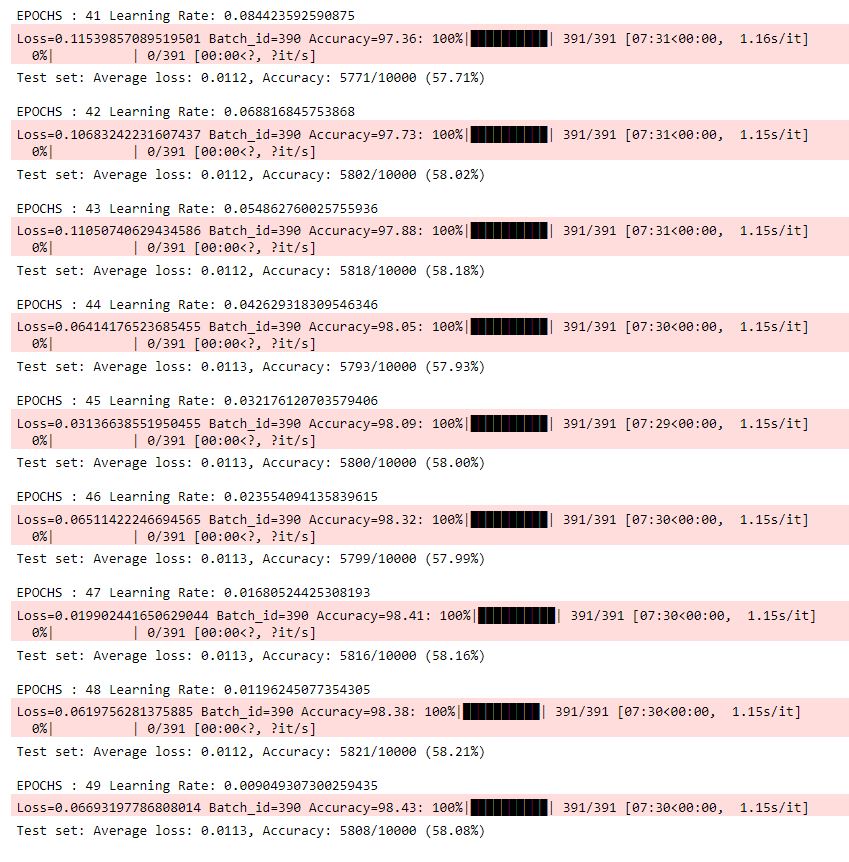 EPOCHS : 41 Learning Rate: 0.084423592590875
Loss=0.11539857089519501 Batch_id=390 Accuracy=97.36: 100%|██████████| 391/391 [07:31<00:00,  1.16s/it]
  0%|          | 0/391 [00:00<?, ?it/s]
Test set: Average loss: 0.0112, Accuracy: 5771/10000 (57.71%)
EPOCHS : 42 Learning Rate: 0.068816845753868
Loss=0.10683242231607437 Batch_id=390 Accuracy=97.73: 100%|██████████| 391/391 [07:31<00:00,  1.15s/it]
  0%|          | 0/391 [00:00<?, ?it/s]
Test set: Average loss: 0.0112, Accuracy: 5802/10000 (58.02%)
EPOCHS : 43 Learning Rate: 0.054862760025755936
Loss=0.11050740629434586 Batch_id=390 Accuracy=97.88: 100%|██████████| 391/391 [07:31<00:00,  1.15s/it]
  0%|          | 0/391 [00:00<?, ?it/s]
Test set: Average loss: 0.0112, Accuracy: 5818/10000 (58.18%)
EPOCHS : 44 Learning Rate: 0.042629318309546346
Loss=0.06414176523685455 Batch_id=390 Accuracy=98.05: 100%|██████████| 391/391 [07:30<00:00,  1.15s/it]
  0%|          | 0/391 [00:00<?, ?it/s]
Test set: Average loss: 0.0113, Accuracy: 5793/10000 (57.93%)
EPOCHS : 45 Learning Rate: 0.032176120703579406
Loss=0.03136638551950455 Batch_id=390 Accuracy=98.09: 100%|██████████| 391/391 [07:29<00:00,  1.15s/it]
  0%|          | 0/391 [00:00<?, ?it/s]
Test set: Average loss: 0.0113, Accuracy: 5800/10000 (58.00%)
EPOCHS : 46 Learning Rate: 0.023554094135839615
Loss=0.06511422246694565 Batch_id=390 Accuracy=98.32: 100%|██████████| 391/391 [07:30<00:00,  1.15s/it]
  0%|          | 0/391 [00:00<?, ?it/s]
Test set: Average loss: 0.0113, Accuracy: 5799/10000 (57.99%)
EPOCHS : 47 Learning Rate: 0.01680524425308193
Loss=0.019902441650629044 Batch_id=390 Accuracy=98.41: 100%|██████████| 391/391 [07:30<00:00,  1.15s/it]
  0%|          | 0/391 [00:00<?, ?it/s]
Test set: Average loss: 0.0113, Accuracy: 5816/10000 (58.16%)
EPOCHS : 48 Learning Rate: 0.01196245077354305
Loss=0.0619756281375885 Batch_id=390 Accuracy=98.38: 100%|██████████| 391/391 [07:30<00:00,  1.15s/it]
  0%|          | 0/391 [00:00<?, ?it/s]
Test set: Average loss: 0.0112, Accuracy: 5821/10000 (58.21%)
EPOCHS : 49 Learning Rate: 0.009049307300259435
Loss=0.06693197786808014 Batch_id=390 Accuracy=98.43: 100%|██████████| 391/391 [07:30<00:00,  1.15s/it]
Test set: Average loss: 0.0113, Accuracy: 5808/10000 (58.08%)